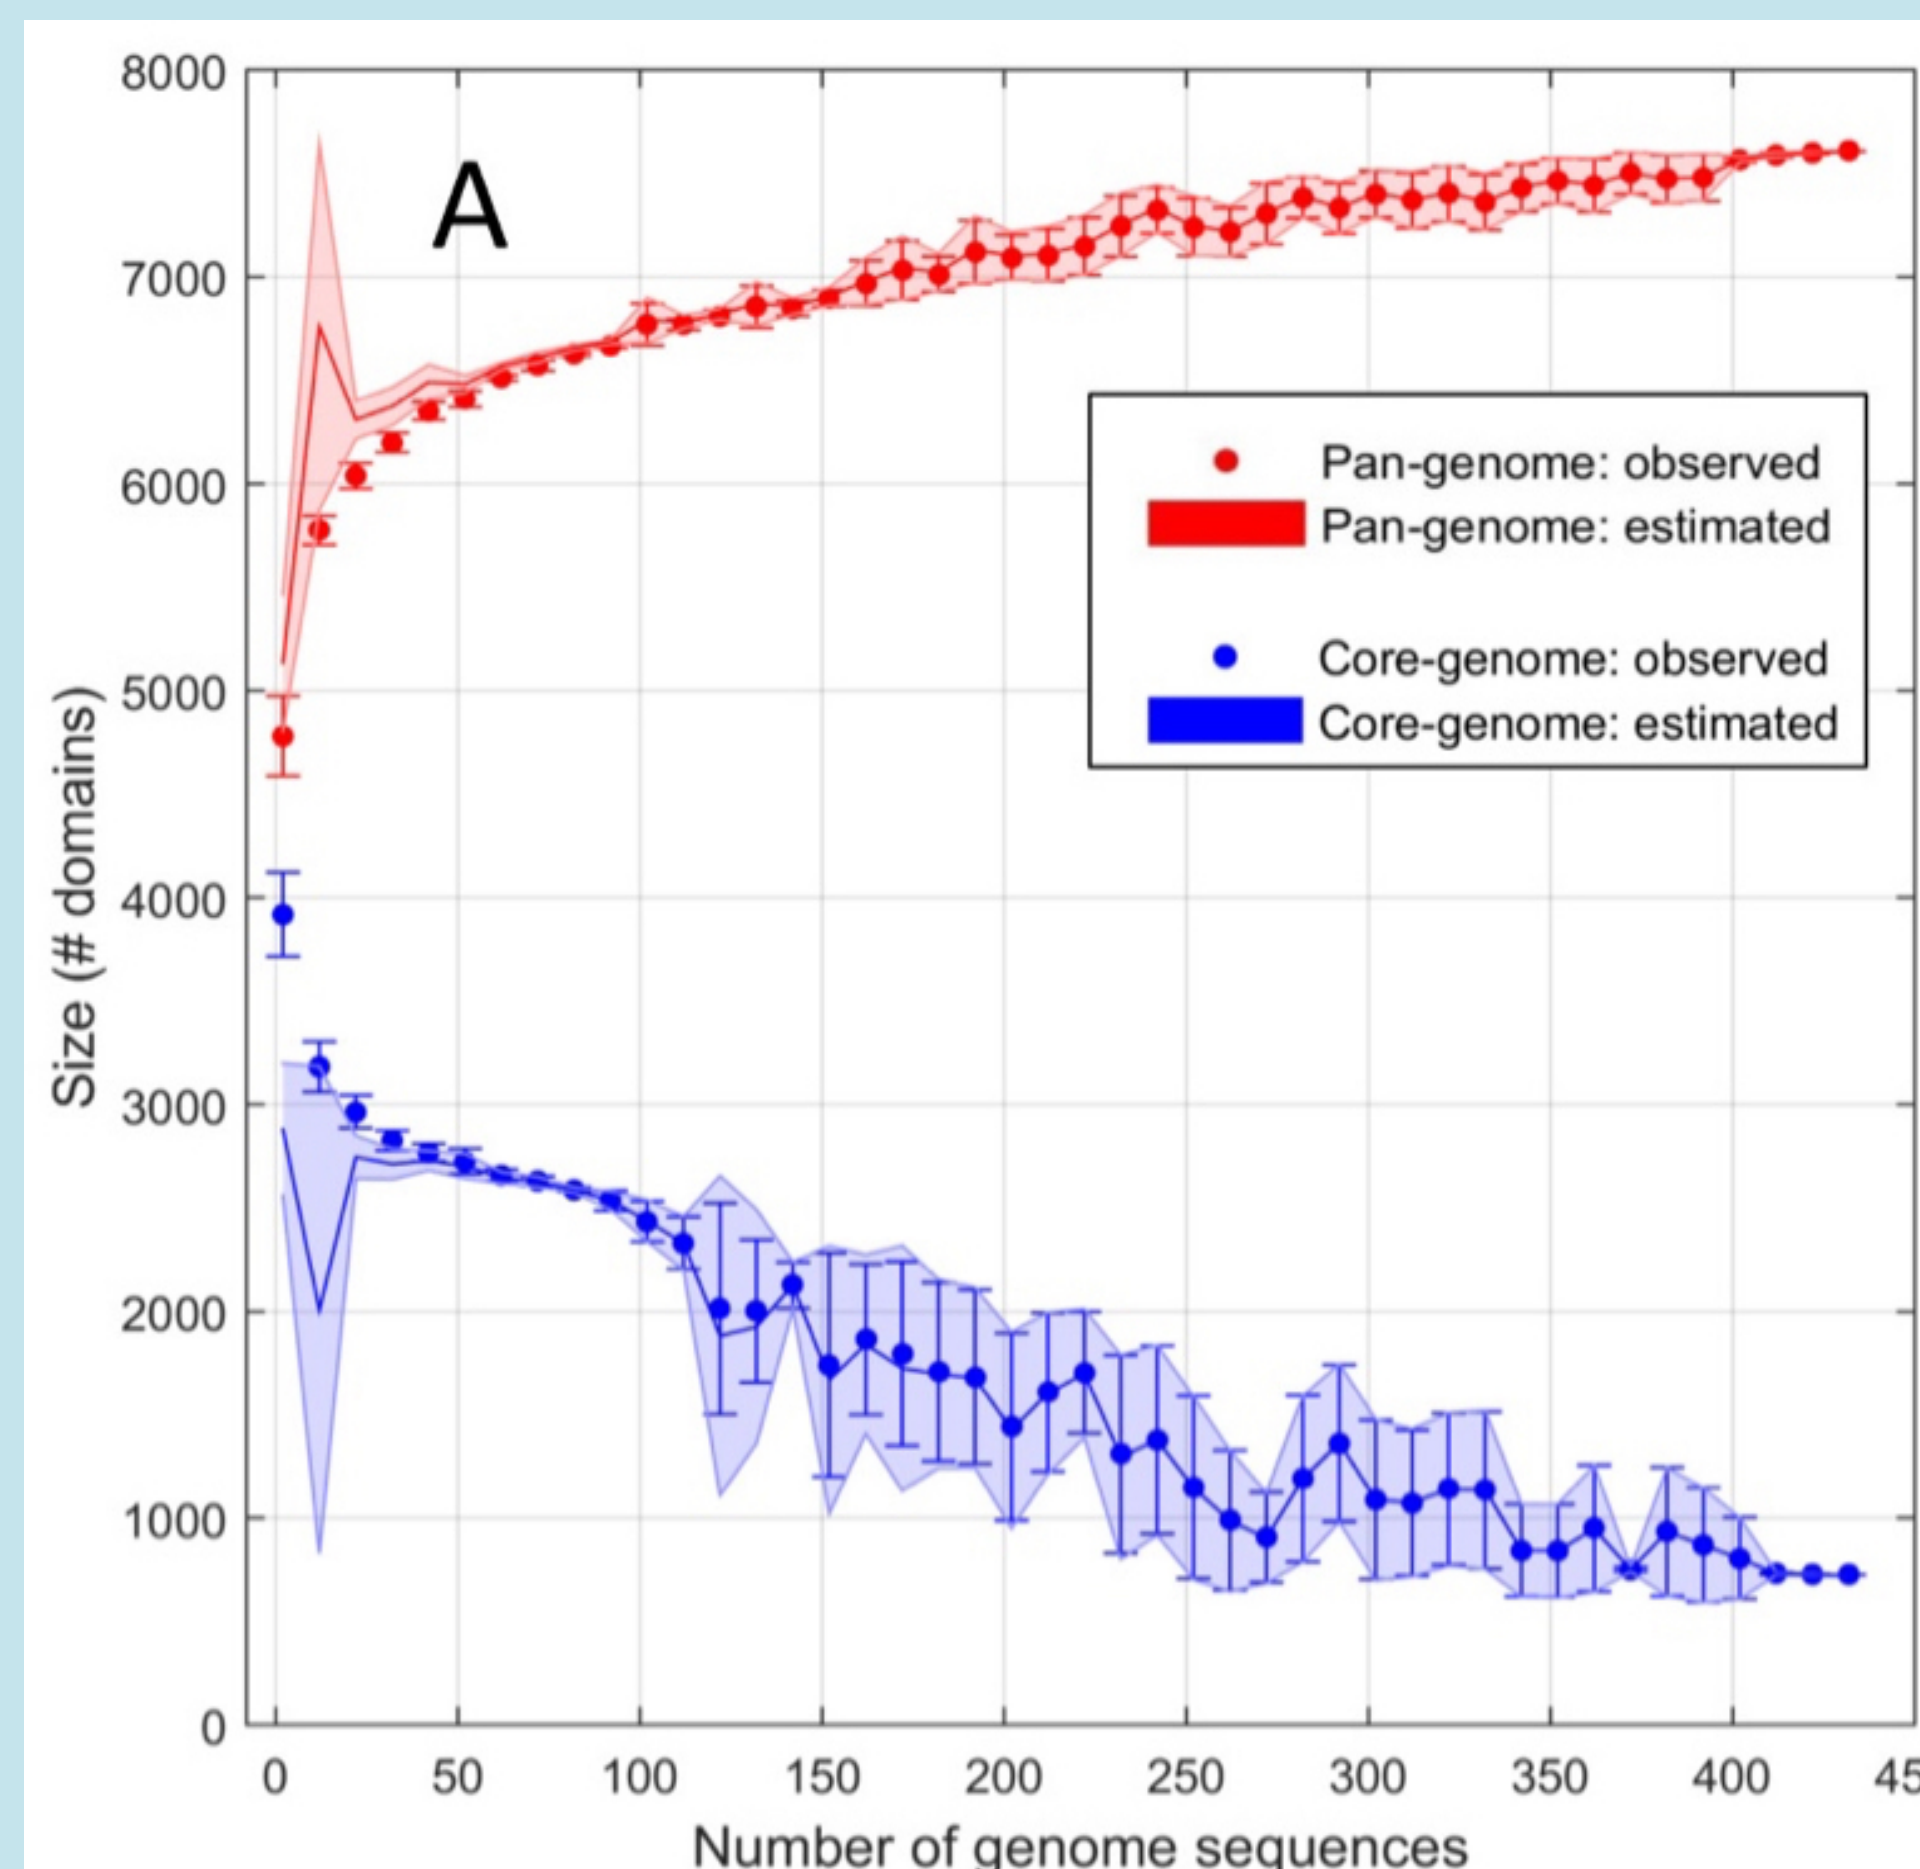 A
8000
7000
6000
5000
4000
3000
2000
1000
0
Size (# domains)
Pan-genome: observed
Pan-genome: estimated
Core-genome: observed
Core-genome: estimated
0 50 100 150 200 250 300 350 400 45
Number of genome sequences